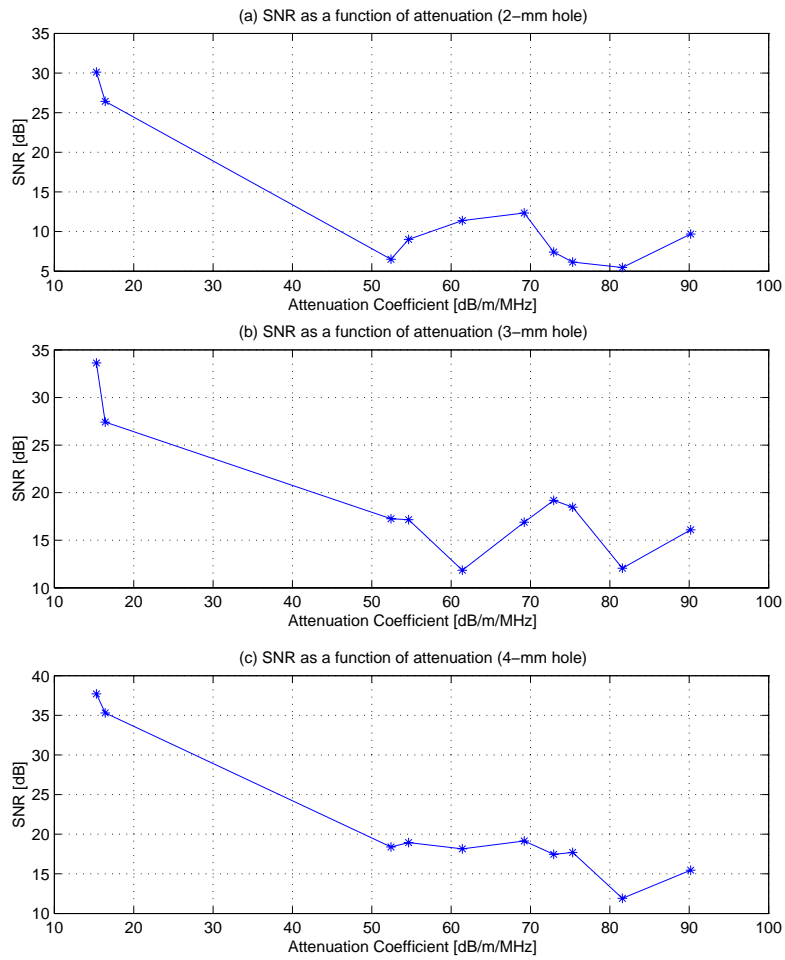 (a) SNR as a function of attenuation (2−mm hole)
35
30
25
20
15
10
5
SNR [dB]
10 20 30 40 50 60 70 80 90 100
Attenuation Coefficient [dB/m/MHz]
(b) SNR as a function of attenuation (3−mm hole)
35
30
25
20
15
10
SNR [dB]
10 20 30 40 50 60 70 80 90 100
Attenuation Coefficient [dB/m/MHz]
(c) SNR as a function of attenuation (4−mm hole)
40
35
30
25
20
15
10
SNR [dB]
10 20 30 40 50 60 70 80 90 100
Attenuation Coefficient [dB/m/MHz]